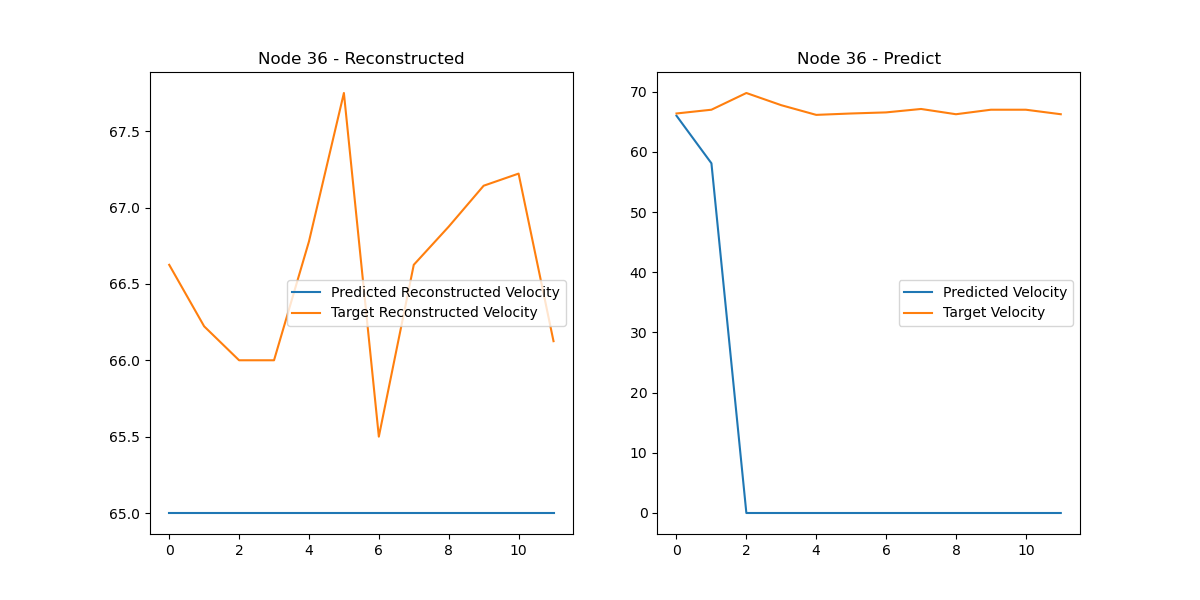 Node 36 - Reconstructed
67.5
67.0
66.5
66.0
65.5
65.0
0 2 4 6 8 10
Predicted Reconstructed Velocity
Target Reconstructed Velocity
Node 36 - Predict
70
60
50
40
30
20
10
0
0 2 4 6 8 10
Predicted Velocity
Target Velocity